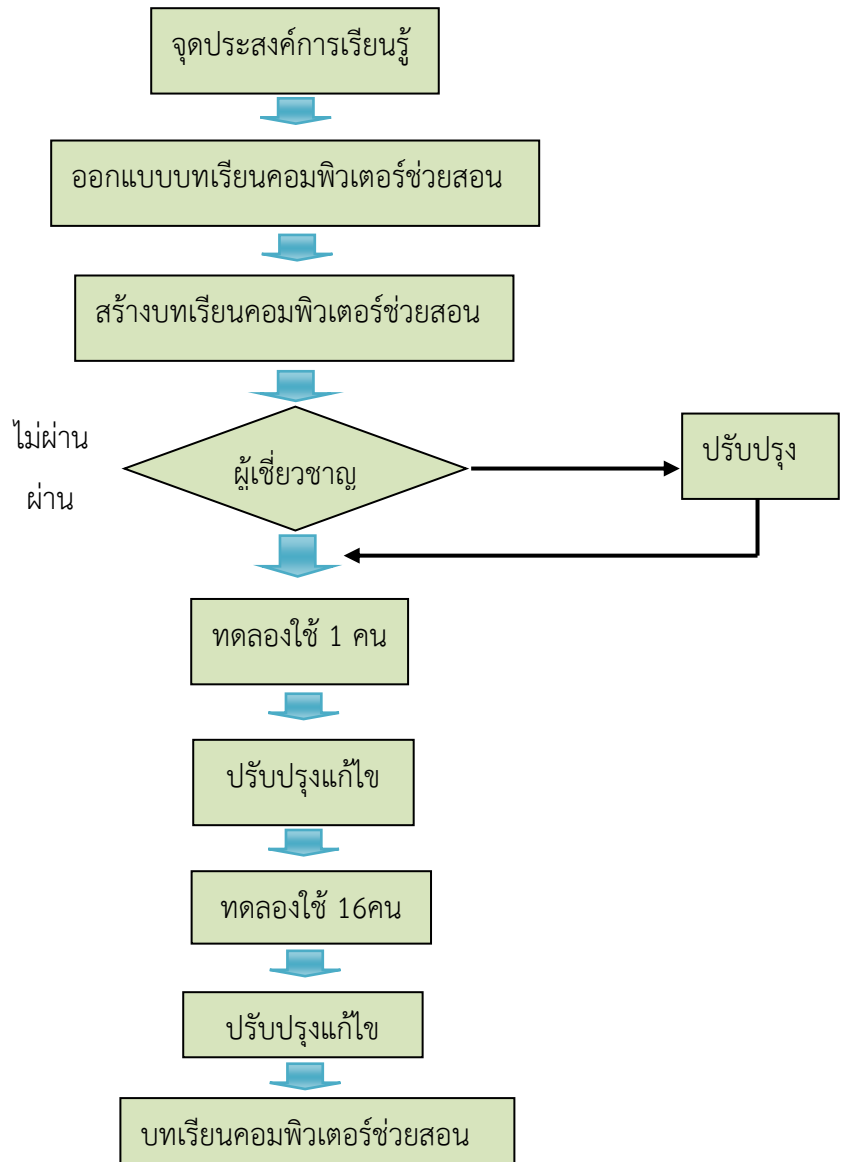 จุดประสงค์การเรียนรู้
ออกแบบบทเรียนคอมพิวเตอร์ช่วยสอน
สร้างบทเรียนคอมพิวเตอร์ช่วยสอน
ไม่ผ่าน
ผ่าน
ผู้เชี่ยวชาญ
ปรับปรุง
ทดลองใช้ 1 คน
ปรับปรุงแก้ไข
ทดลองใช้ 16คน
ปรับปรุงแก้ไข
บทเรียนคอมพิวเตอร์ช่วยสอน